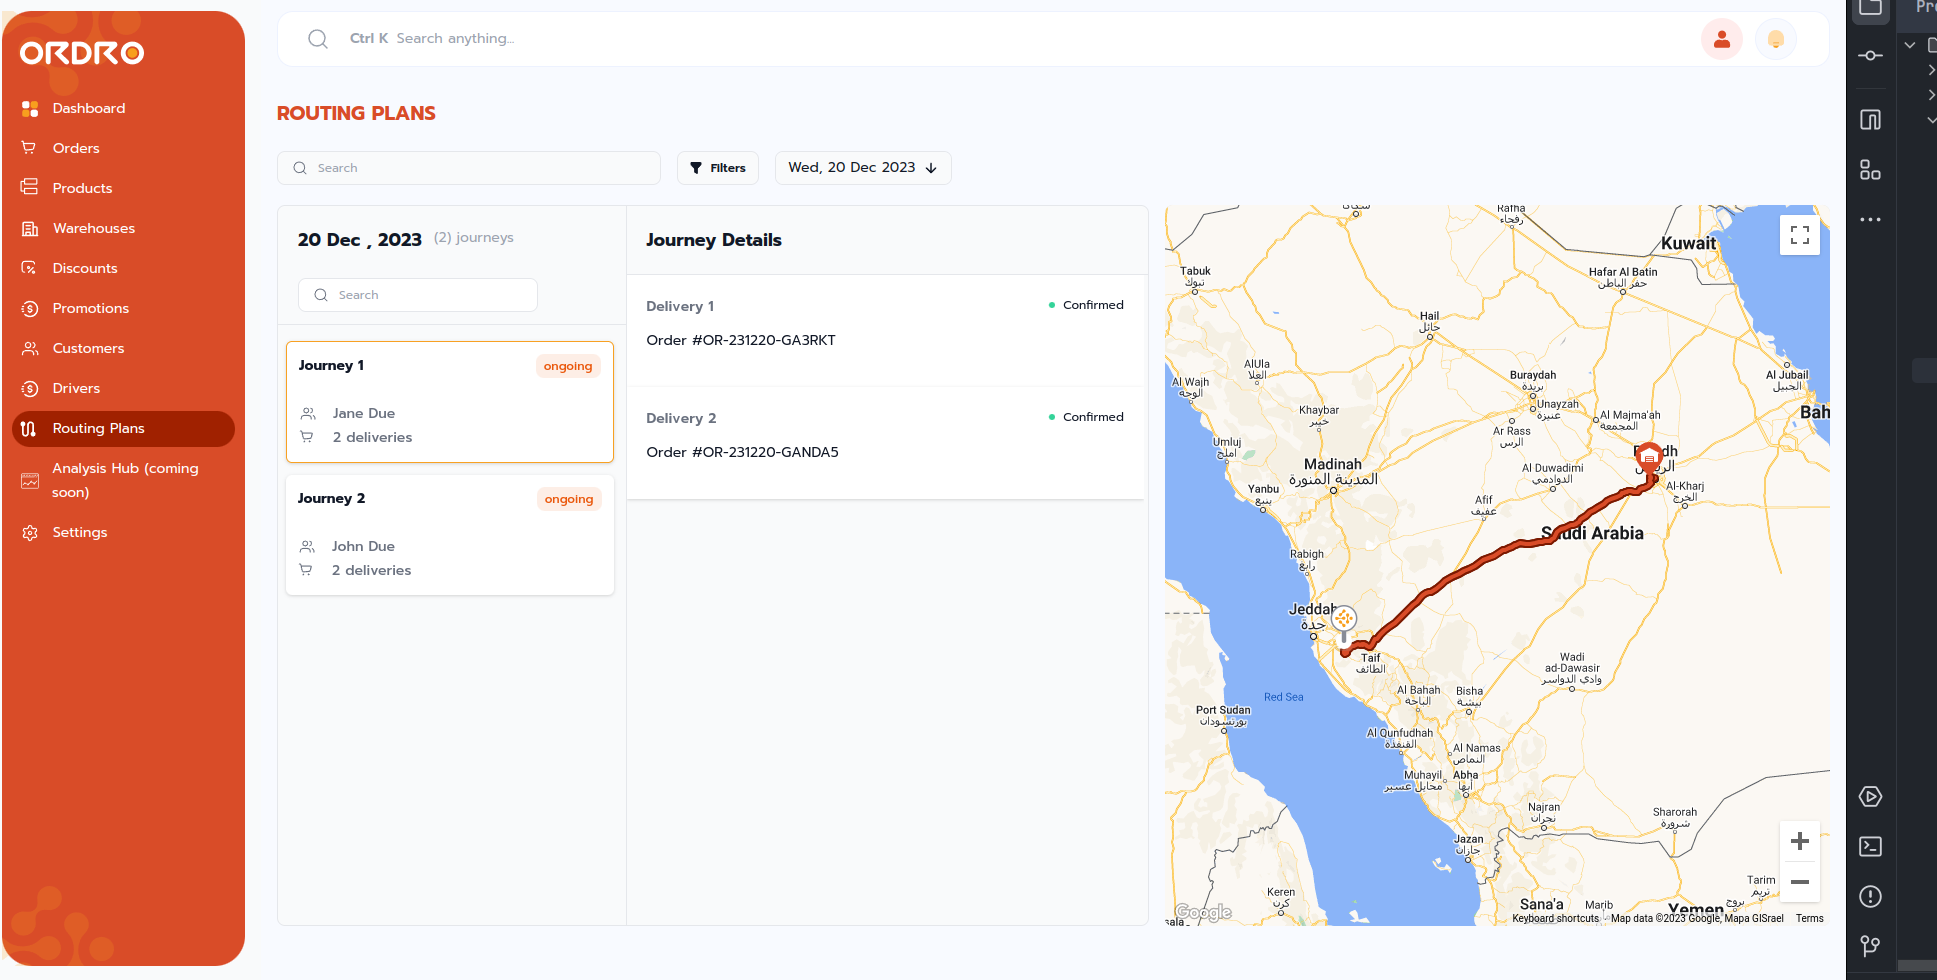 ORDRO
Dashboard
Orders
Products
Warehouses
Discounts
Promotions
Customers
Drivers
Routing Plans
Analysis Hub (coming
soon)
Settings
Ctrl K Search anything...
ROUTING PLANS
Search
Filters
Wed, 20 Dec 2023
20 Dec , 2023 (2) journeys
Search
Journey 1 ongoing
Jane Due
2 deliveries
Journey 2 ongoing
John Due
2 deliveries
Journey Details
Delivery 1 Confirmed
Order #OR-231220-GA3RKT
Delivery 2 Confirmed
Order #OR-231220-GANDA5
سكاكا
Rafha
رفحاء
Kuwait
Tabuk
تبوك
Hafar Al Batin
حفر الباطن
Hail
حائل
AlUla
العلا
Al Wajh
الوجه
Buraydah
بريدة
Al Jubail
الجبيل
Unayzah
عنيزة
Khaybar
خيبر
Al Majma'ah
المجمعة
Bah
Ar Rass
الرس
Umluj
املج
Madinah
المدينة المنورة
Al Duwadimi
الدوادمي
Yanbu
ينبع
Afif
عفيف
Al-Kharj
الخرج
Saudi Arabia
Rabigh
رابغ
Jeddah
جدة
Taif
الطائف
Wadi
ad-Dawasir
وادي الدواسر
Red Sea
Al Bahah
الباحة
Bisha
بيشة
Port Sudan
بورتسودان
Al Qunfudhah
القنفذة
Al Namas
النماص
Muhayil
محايل عسير
Abha
أبها
Najran
نجران
Sharorah
شرورة
Jazan
جازان
Keren
كرن
Tarim
تريم
Sana'a
صنعاء
Marib
Yemen
Google
Keyboard shortcuts Map data ©2023 Google, Mapa GISrael Terms